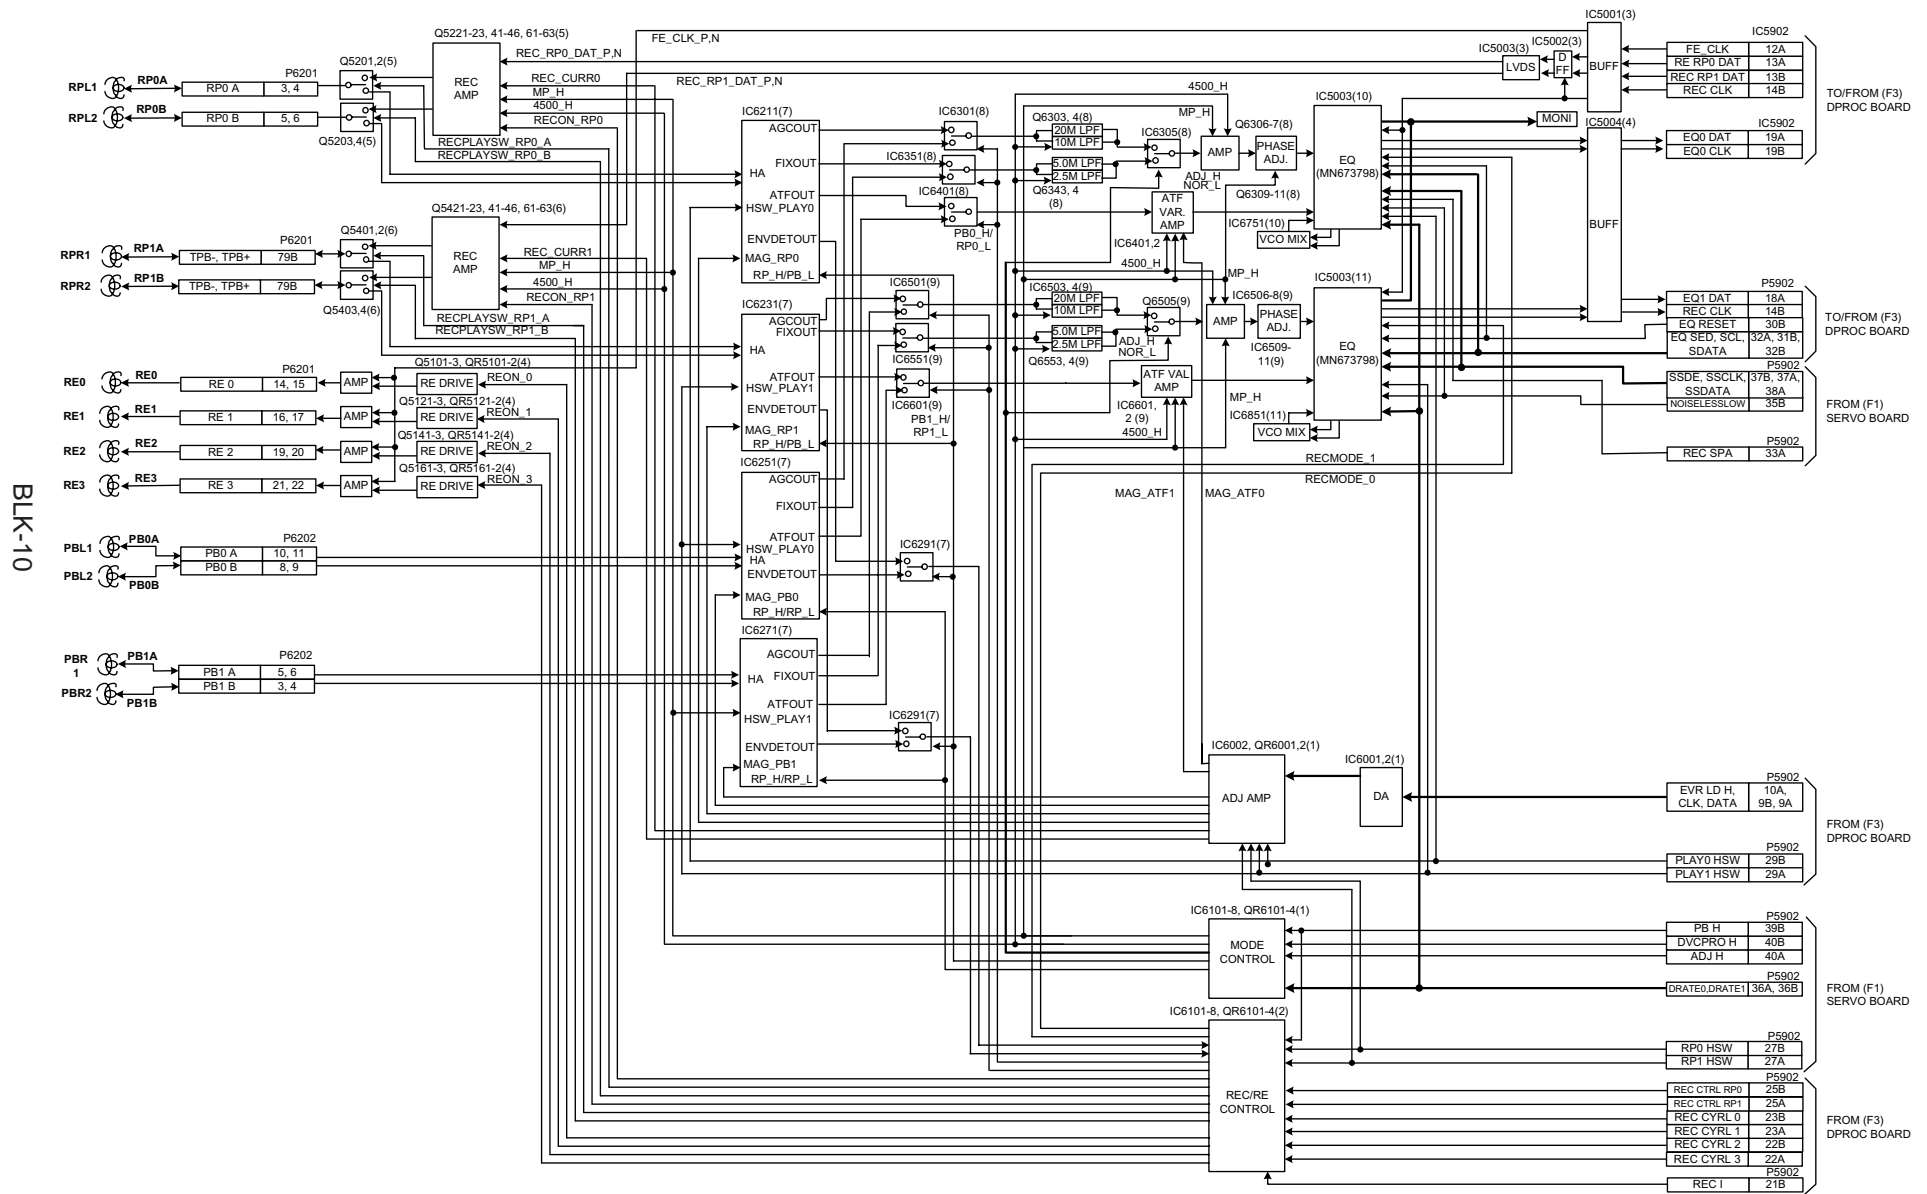 BLK-10
RPL1
RP0A
RP0 A
3, 4
P6201
Q5201,2(5)
RPL2
RP0B
RP0 B
5, 6
Q5203,4(5)
Q5221-23, 41-46, 61-63(5)
REC
AMP
FE_CLK_P,N
REC_RP0_DAT_P,N
REC_RP1_DAT_P,N
REC_CURR0
MP_H
4500_H
RECON_RP0
RECPLAYSW_RP0_A
RECPLAYSW_RP0_B
RPR1
RP1A
TPB-, TPB+
79B
P6201
Q5401,2(6)
RPR2
RP1B
TPB-, TPB+
79B
Q5403,4(6)
Q5421-23, 41-46, 61-63(6)
REC
AMP
REC_CURR1
MP_H
4500_H
RECON_RP1
RECPLAYSW_RP1_A
RECPLAYSW_RP1_B
P6201
RE0
RE0
RE 0
14, 15
AMP
Q5101-3, QR5101-2(4)
RE DRIVE
REON_0
RE1
RE1
RE 1
16, 17
AMP
Q5121-3, QR5121-2(4)
RE DRIVE
REON_1
RE2
RE2
RE 2
19, 20
AMP
Q5141-3, QR5141-2(4)
RE DRIVE
REON_2
RE3
RE3
RE 3
21, 22
AMP
Q5161-3, QR5161-2(4)
RE DRIVE
REON_3
P6202
PBL1
PB0A
PB0 A
10, 11
PBL2
PB0B
PB0 B
8, 9
P6202
PBR
1
PB1A
PB1 A
5, 6
PBR2
PB1B
PB1 B
3, 4
IC6211(7)
AGCOUT
FIXOUT
HA
ATFOUT
HSW_PLAY0
ENVDETOUT
MAG_RP0
RP_H/PB_L
IC6231(7)
AGCOUT
FIXOUT
HA
ATFOUT
HSW_PLAY1
ENVDETOUT
MAG_RP1
RP_H/PB_L
IC6251(7)
AGCOUT
FIXOUT
ATFOUT
HSW_PLAY0
HA
ENVDETOUT
MAG_PB0
RP_H/RP_L
IC6271(7)
AGCOUT
HA
FIXOUT
ATFOUT
HSW_PLAY1
ENVDETOUT
MAG_PB1
RP_H/RP_L
IC6301(8)
IC6351(8)
IC6401(8)
PB0_H/
RP0_L
IC6501(9)
IC6551(9)
IC6601(9)
PB1_H/
RP1_L
IC6291(7)
IC6291(7)
4500_H
MP_H
Q6303, 4(8)
20M LPF
10M LPF
5.0M LPF
2.5M LPF
Q6343, 4
(8)
IC6305(8)
ADJ_H
NOR_L
AMP
Q6306-7(8)
PHASE
ADJ.
Q6309-11(8)
ATF
VAR.
AMP
IC6401,2
4500_H
MP_H
IC6751(10)
VCO MIX
IC5003(10)
EQ
(MN673798)
IC6503, 4(9)
20M LPF
10M LPF
5.0M LPF
2.5M LPF
Q6553, 4(9)
Q6505(9)
ADJ_H
NOR_L
AMP
IC6506-8(9)
PHASE
ADJ.
IC6509-
11(9)
ATF VAL
AMP
IC6601,
2 (9)
4500_H
MP_H
IC6851(11)
VCO MIX
IC5003(11)
EQ
(MN673798)
RECMODE_1
RECMODE_0
MAG_ATF1
MAG_ATF0
IC5003(3)
LVDS
IC5002(3)
D
FF
IC5001(3)
BUFF
MONI
IC5004(4)
BUFF
IC6002, QR6001,2(1)
ADJ AMP
IC6001,2(1)
DA
IC6101-8, QR6101-4(1)
MODE
CONTROL
IC6101-8, QR6101-4(2)
REC/RE
CONTROL
IC5902
FE_CLK
12A
RE RP0 DAT
13A
REC RP1 DAT
13B
REC CLK
14B
TO/FROM (F3)
DPROC BOARD
IC5902
EQ0 DAT
19A
EQ0 CLK
19B
P5902
EQ1 DAT
18A
REC CLK
14B
EQ RESET
30B
EQ SED, SCL,
SDATA
32A, 31B,
32B
TO/FROM (F3)
DPROC BOARD
P5902
SSDE, SSCLK,
SSDATA
37B, 37A,
38A
NOISELESSLOW
35B
FROM (F1)
SERVO BOARD
P5902
REC SPA
33A
P5902
EVR LD H,
CLK, DATA
10A,
9B, 9A
FROM (F3)
DPROC BOARD
P5902
PLAY0 HSW
29B
PLAY1 HSW
29A
P5902
PB H
39B
DVCPRO H
40B
ADJ H
40A
P5902
DRATE0,DRATE1
36A, 36B
FROM (F1)
SERVO BOARD
P5902
RP0 HSW
27B
RP1 HSW
27A
P5902
REC CTRL RP0
25B
REC CTRL RP1
25A
REC CYRL 0
23B
REC CYRL 1
23A
REC CYRL 2
22B
REC CYRL 3
22A
FROM (F3)
DPROC BOARD
P5902
REC I
21B